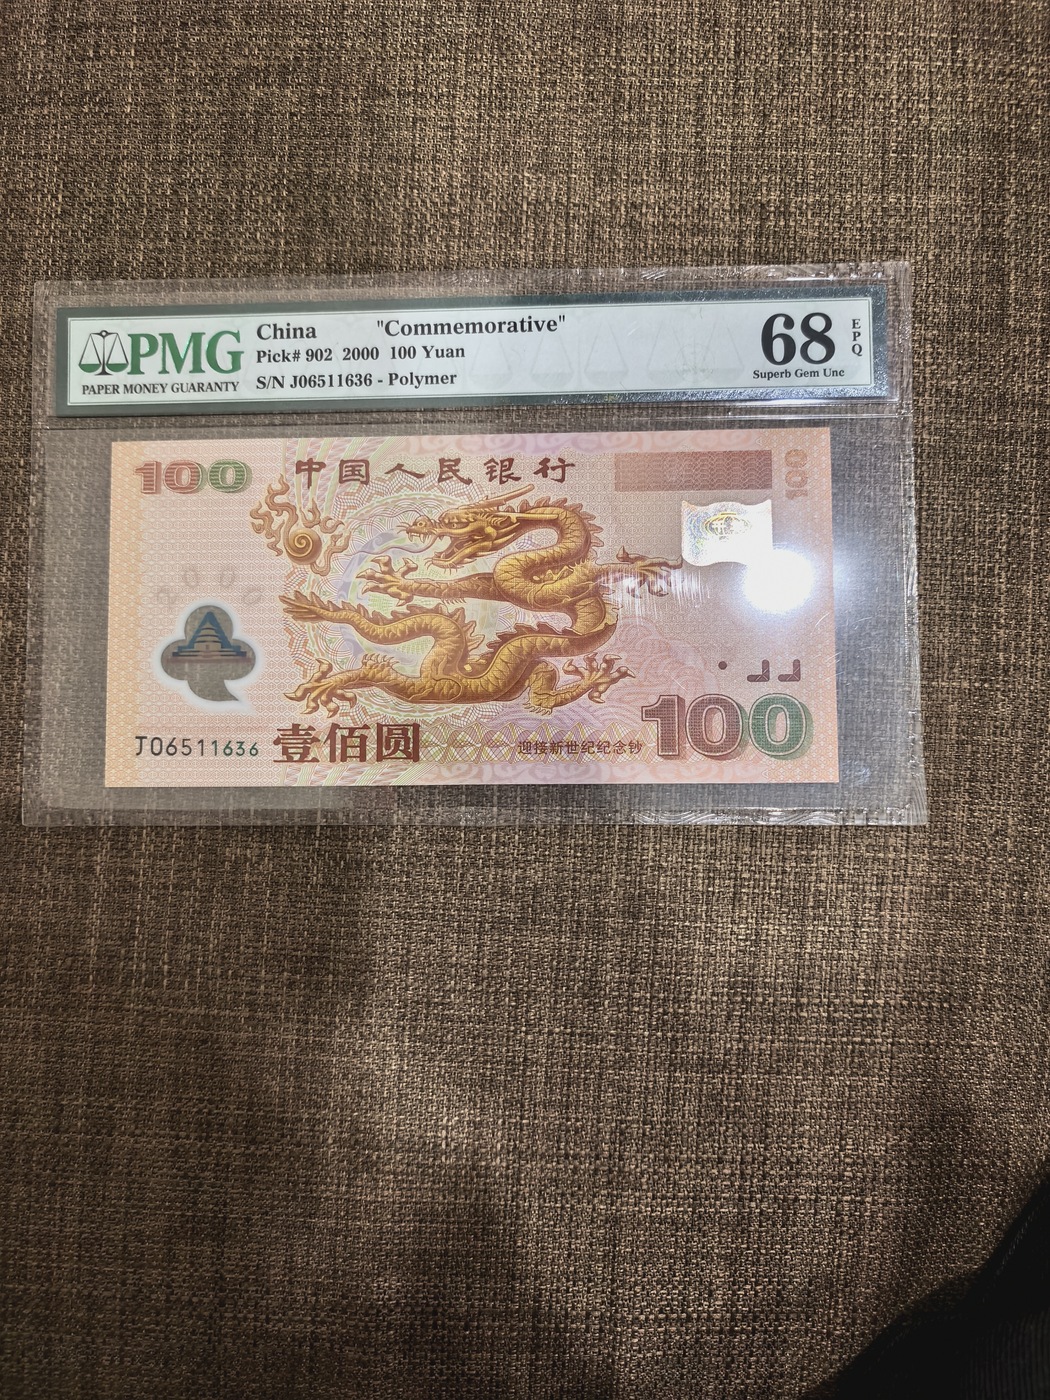 PMG
PAPER MONEY GUARANTY
China "Commemorative"
Pick# 902 2000 100 Yuan
S/N J06511636 - Polymer
68
EPQ
Superb Gem Unc
100
中国人民银行
100
J06511636
壹佰圆
迎接新世纪纪念钞
100